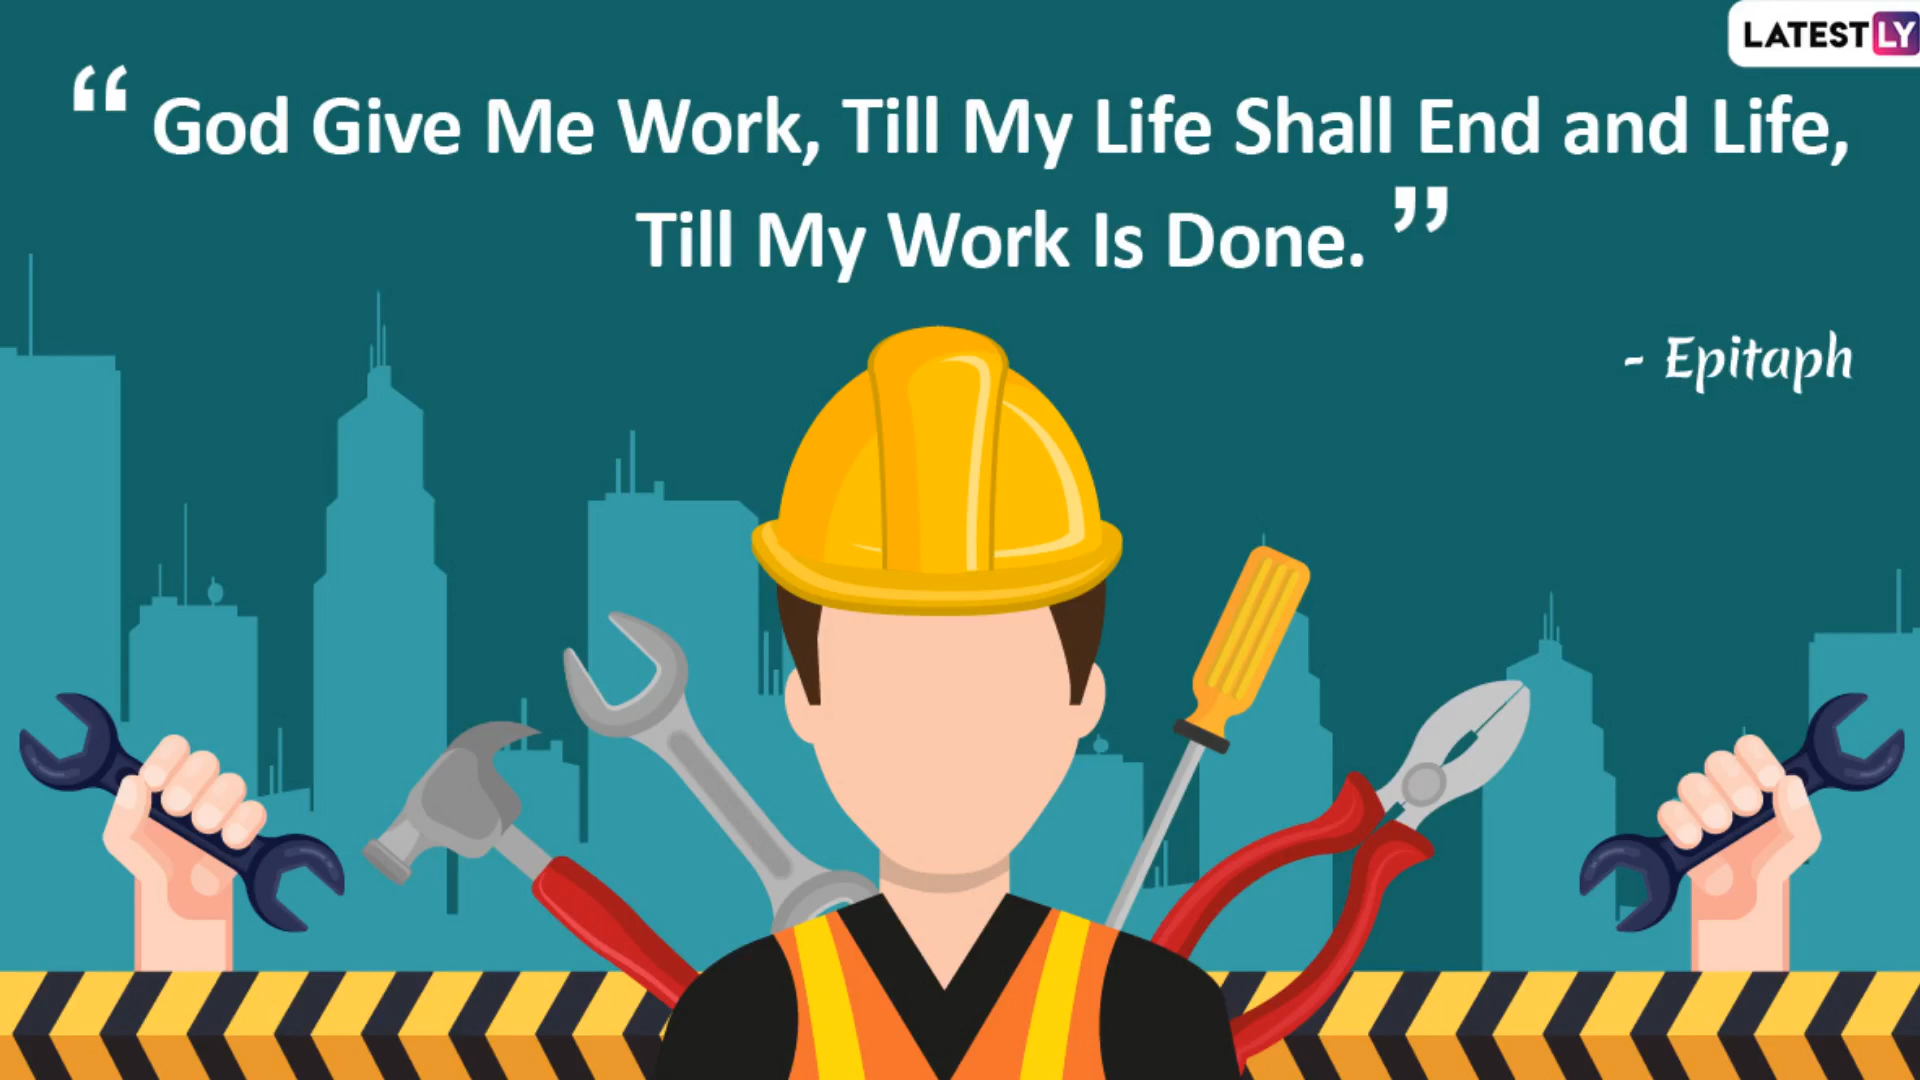 LATESTLY
“ God Give Me Work, Till My Life Shall End and Life,
Till My Work Is Done. ”
- Epitaph